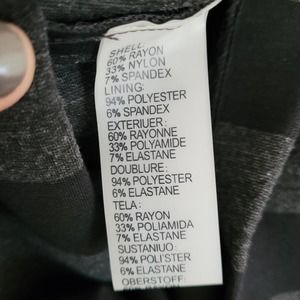 SHELL:
60% RAYON
33% NYLON
7% SPANDEX
LINING:
94% POLYESTER
6% SPANDEX
EXTERIUER:
60% RAYONNE
33% POLYAMIDE
7% ELASTANE
DOUBLURE:
94% POLYESTER
6% ELASTANE
TELA:
60% RAYON
33% POLIAMIDA
7% ELASTANE
SUSTANIUO:
94% POLI'STER
6% ELASTANE
OBERSTOFF: